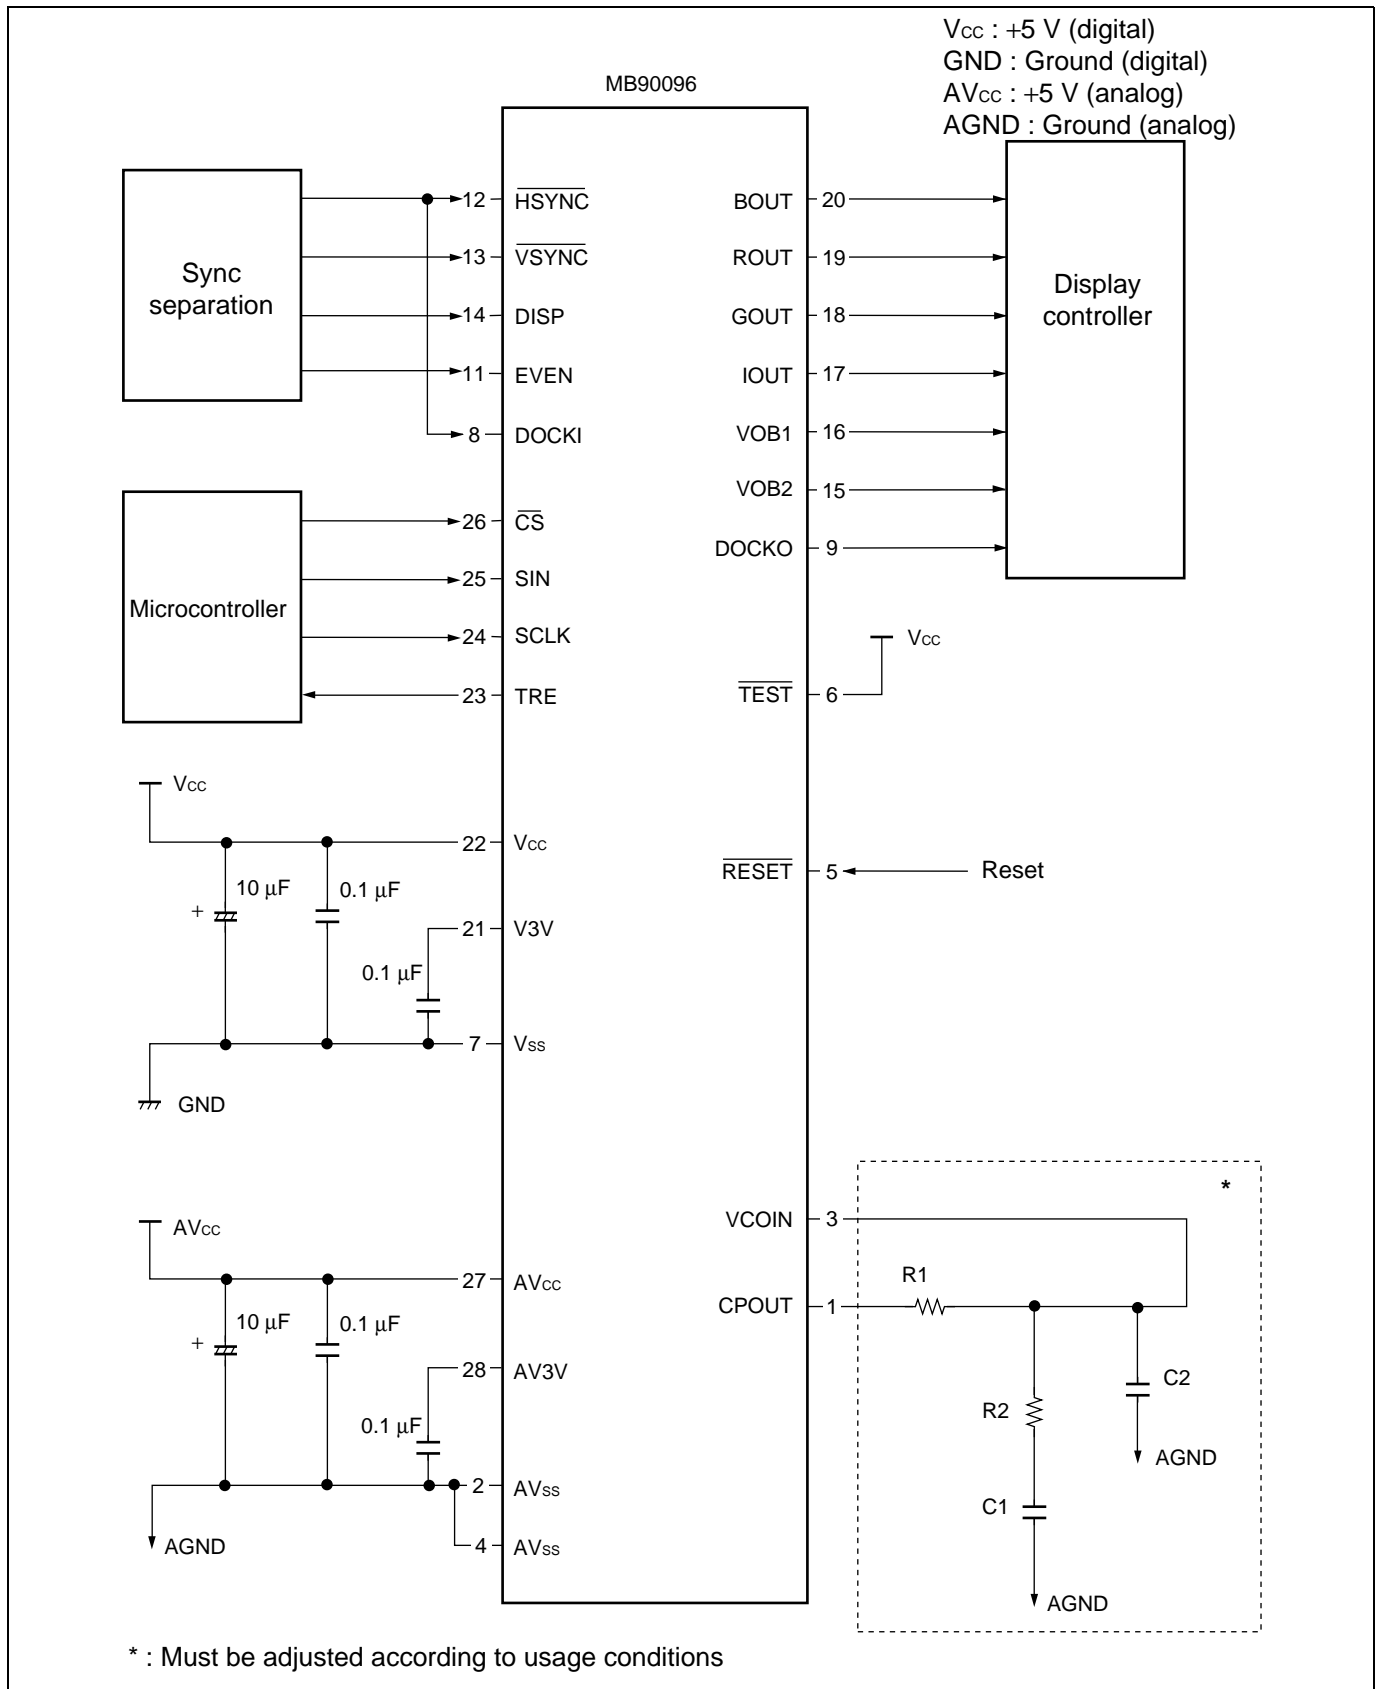 Vcc : +5 V (digital)
GND : Ground (digital)
AVcc : +5 V (analog)
AGND : Ground (analog)
MB90096
Sync
separation
12 HSYNC
13 VSYNC
14 DISP
11 EVEN
8 DOCKI
BOUT 20
ROUT 19
GOUT 18
IOUT 17
VOB1 16
VOB2 15
DOCKO 9
Display
controller
Microcontroller
26 CS
25 SIN
24 SCLK
23 TRE
Vcc
TEST 6
Vcc
22 Vcc
10 µF
+
0.1 µF
21 V3V
0.1 µF
7 Vss
GND
RESET 5
Reset
AVcc
27 AVcc
10 µF
+
0.1 µF
28 AV3V
0.1 µF
2 AVss
4 AVss
AGND
*
VCOIN 3
CPOUT 1
R1
R2
C2
AGND
C1
AGND
* : Must be adjusted according to usage conditions